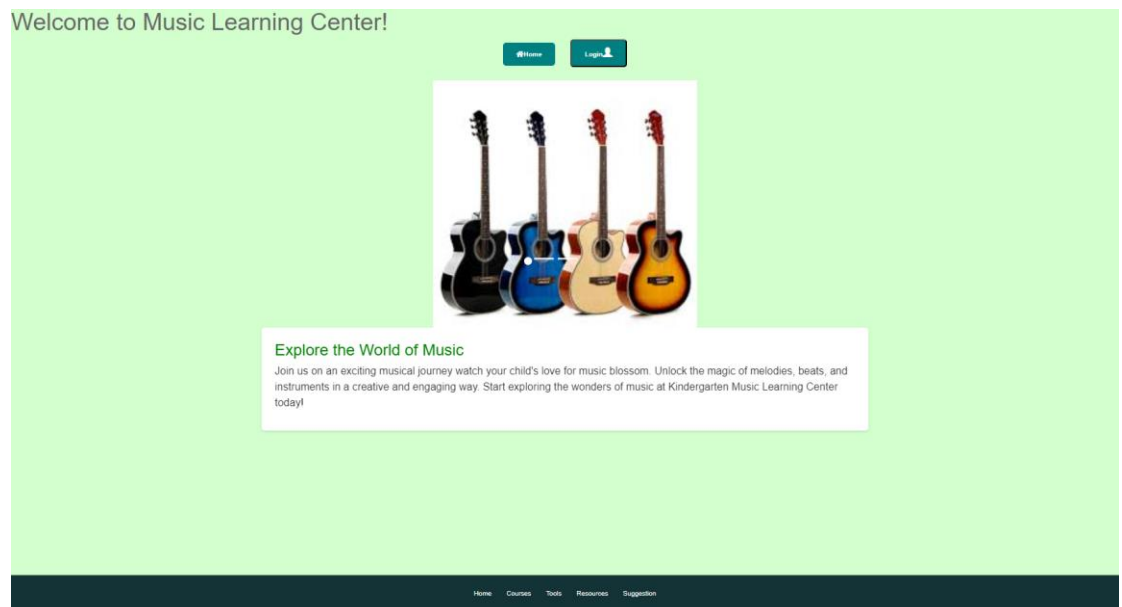 Welcome to Music Learning Center!
Home Login
Explore the World of Music
Join us on an exciting musical journey watch your child's love for music blossom. Unlock the magic of melodies, beats, and
instruments in a creative and engaging way. Start exploring the wonders of music at Kindergarten Music Learning Center
today!
Home Courses Tools Resources Suggestion